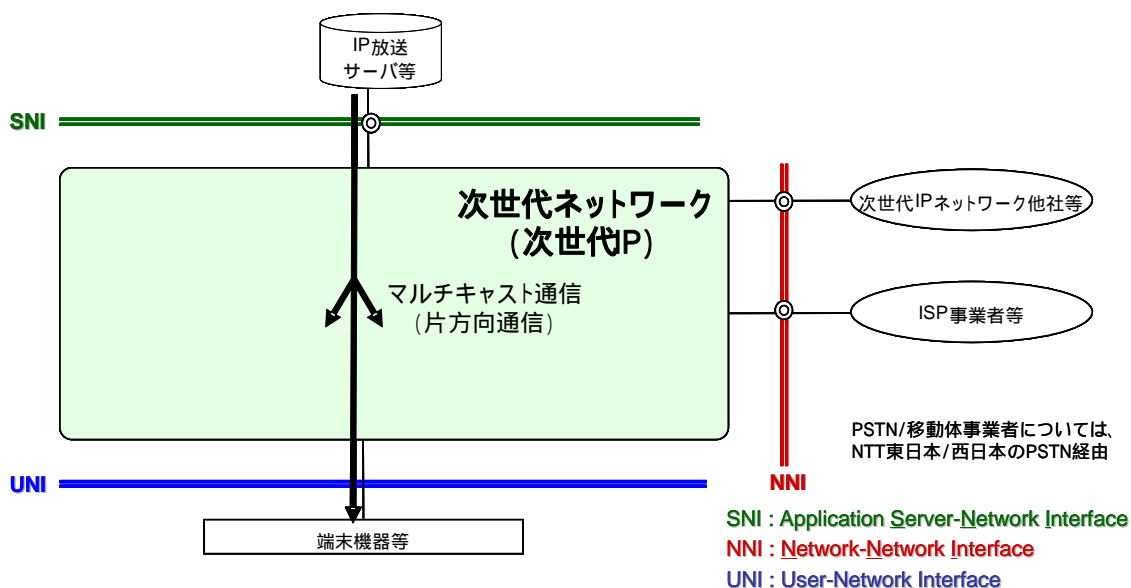 IP放送
サーバ等
SNI
次世代ネットワーク
(次世代IP)
次世代IPネットワーク他社等
マルチキャスト通信
(片方向通信)
ISP事業者等
PSTN/移動体事業者については、
NTT東日本/西日本のPSTN経由
UNI
NNI
端末機器等
SNI : Application Server-Network Interface
NNI : Network-Network Interface
UNI : User-Network Interface